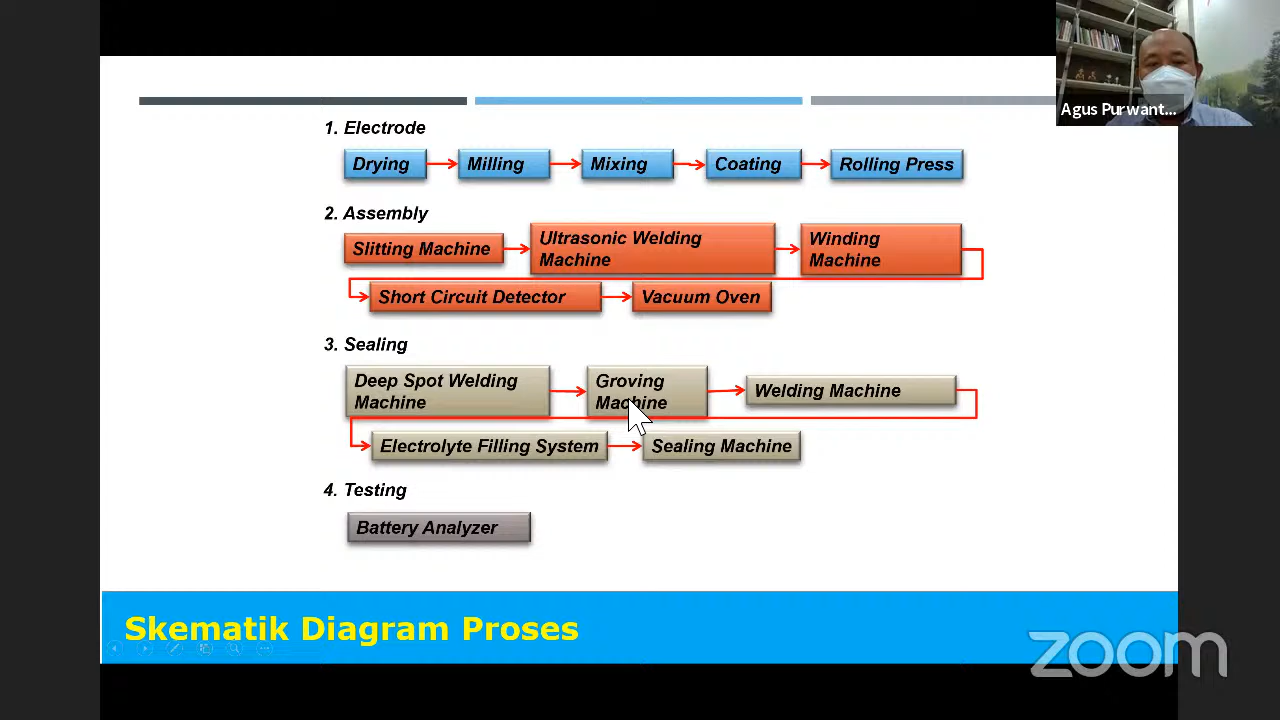 Agus Purwant...
1. Electrode
Drying
Milling
Mixing
Coating
Rolling Press
2. Assembly
Slitting Machine
Ultrasonic Welding
Machine
Winding
Machine
Short Circuit Detector
Vacuum Oven
3. Sealing
Deep Spot Welding
Machine
Groving
Machine
Welding Machine
Electrolyte Filling System
Sealing Machine
4. Testing
Battery Analyzer
Skematik Diagram Proses
zoom